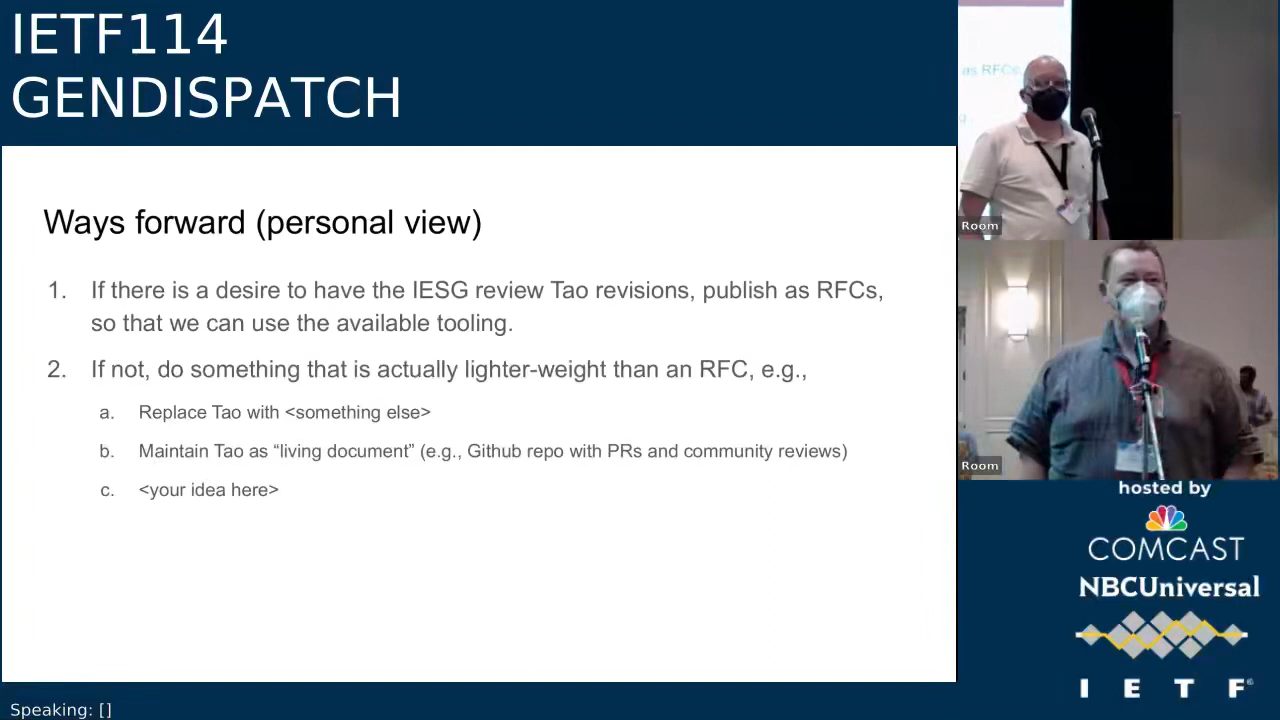 IETF114
GENDISPATCH
Ways forward (personal view)
1. If there is a desire to have the IESG review Tao revisions, publish as RFCs,
so that we can use the available tooling.
2. If not, do something that is actually lighter-weight than an RFC, e.g.,
a. Replace Tao with <something else>
b. Maintain Tao as “living document” (e.g., Github repo with PRs and community reviews)
c. <your idea here>
as RFCs
Room
Room
hosted by
COMCAST
NBCUniversal
I E T F®
Speaking: []